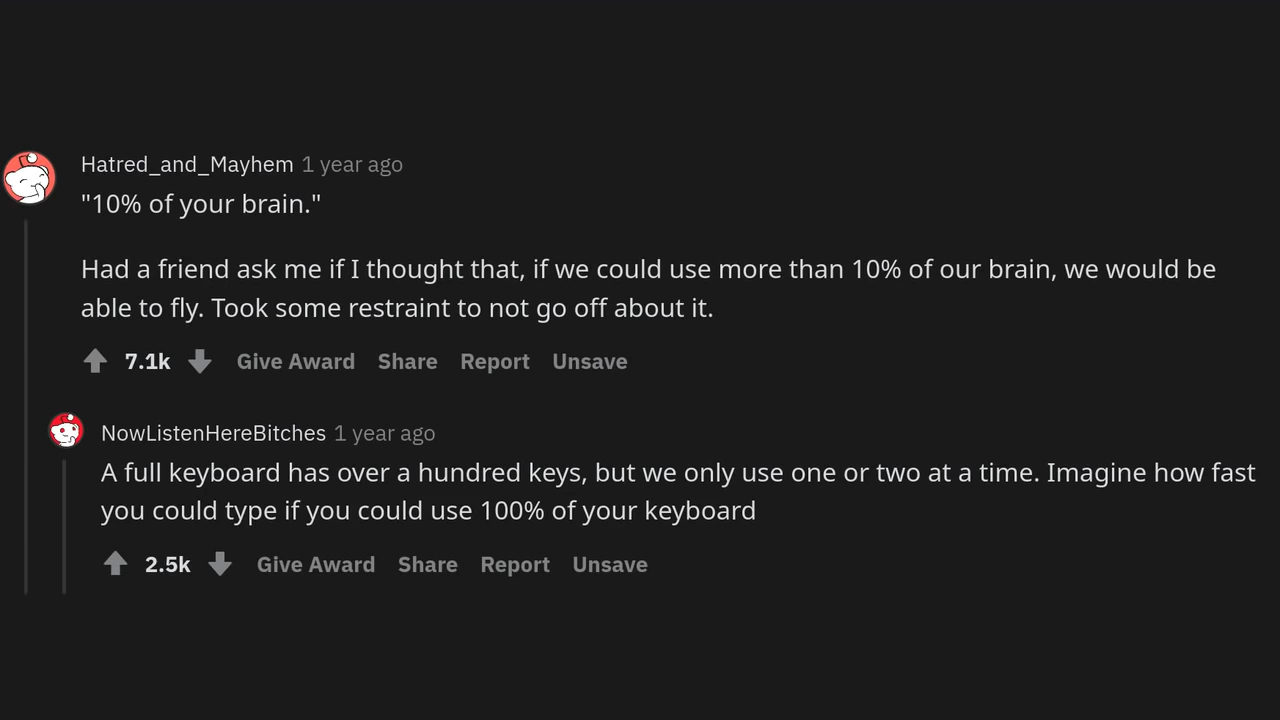 Hatred_and_Mayhem 1 year ago
"10% of your brain."
Had a friend ask me if I thought that, if we could use more than 10% of our brain, we would be
able to fly. Took some restraint to not go off about it.
7.1k Give Award Share Report Unsave
NowListenHereBitches 1 year ago
A full keyboard has over a hundred keys, but we only use one or two at a time. Imagine how fast
you could type if you could use 100% of your keyboard
2.5k Give Award Share Report Unsave